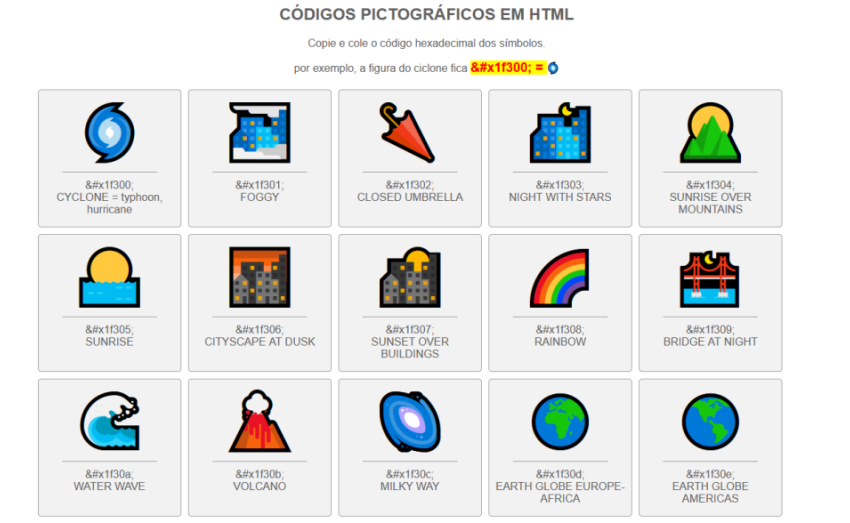 CÓDIGOS PICTOGRÁFICOS EM HTML
Copie e cole o código hexadecimal dos símbolos.
por exemplo, a figura do ciclone fica &#x1f300; =
&#x1f300;
CYCLONE = typhoon,
hurricane
&#x1f301;
FOGGY
&#x1f302;
CLOSED UMBRELLA
&#x1f303;
NIGHT WITH STARS
&#x1f304;
SUNRISE OVER
MOUNTAINS
&#x1f305;
SUNRISE
&#x1f306;
CITYSCAPE AT DUSK
&#x1f307;
SUNSET OVER
BUILDINGS
&#x1f308;
RAINBOW
&#x1f309;
BRIDGE AT NIGHT
&#x1f30a;
WATER WAVE
&#x1f30b;
VOLCANO
&#x1f30c;
MILKY WAY
&#x1f30d;
EARTH GLOBE EUROPE-
AFRICA
&#x1f30e;
EARTH GLOBE
AMERICAS